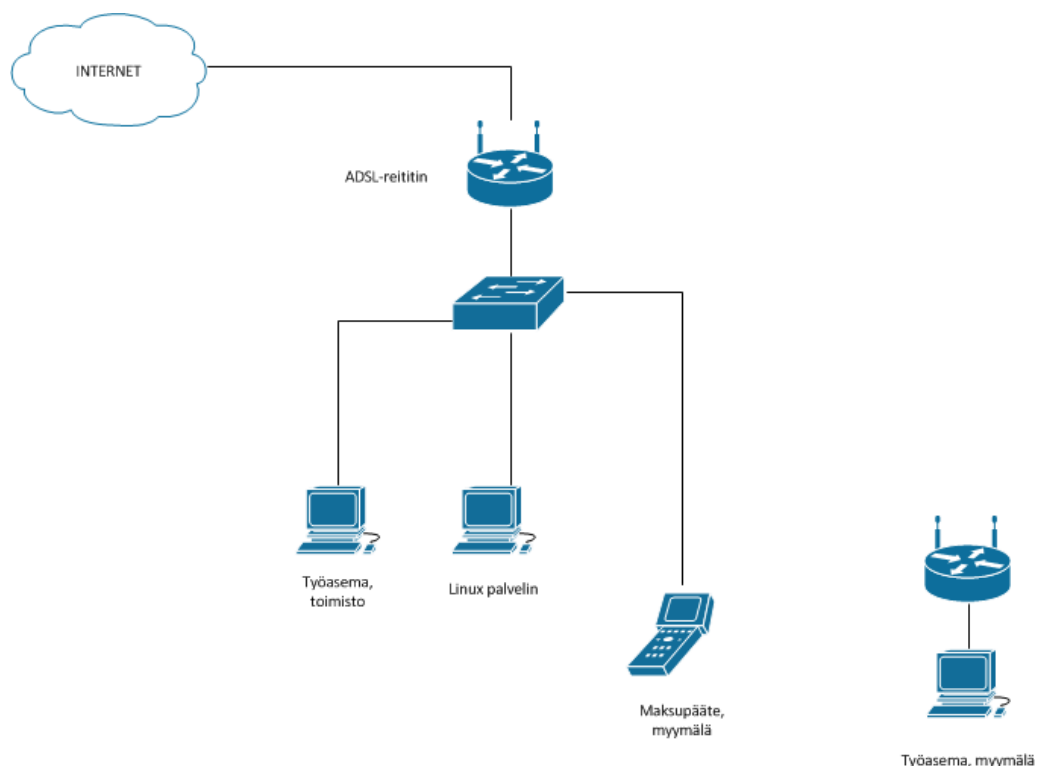 INTERNET
ADSL-reititin
Työasema,
toimisto
Linux palvelin
Maksupääte,
myymälä
Työasema, myymälä